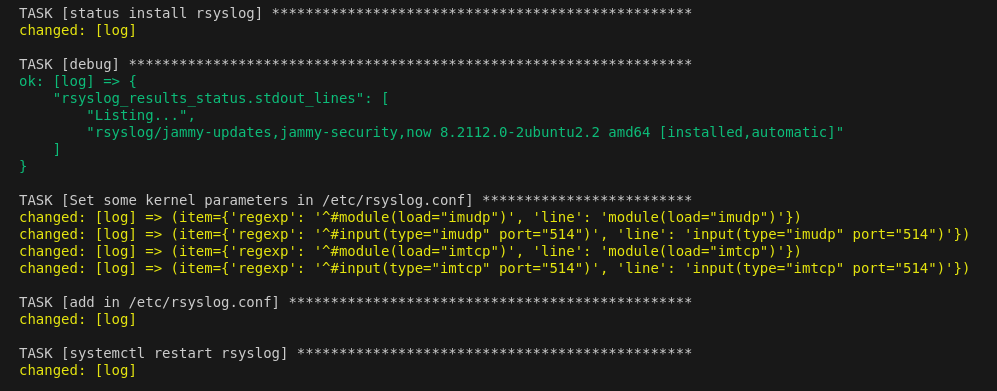 TASK [status install rsyslog] **************************************************
changed: [log]
TASK [debug] *******************************************************************
ok: [log] => {
    "rsyslog_results_status.stdout_lines": [
        "Listing...",
        "rsyslog/jammy-updates,jammy-security,now 8.2112.0-2ubuntu2.2 amd64 [installed,automatic]"
    ]
}
TASK [Set some kernel parameters in /etc/rsyslog.conf] *************************
changed: [log] => (item={'regexp': '^#module(load="imudp")', 'line': 'module(load="imudp")'})
changed: [log] => (item={'regexp': '^#input(type="imudp" port="514")', 'line': 'input(type="imudp" port="514")'})
changed: [log] => (item={'regexp': '^#module(load="imtcp")', 'line': 'module(load="imtcp")'})
changed: [log] => (item={'regexp': '^#input(type="imtcp" port="514")', 'line': 'input(type="imtcp" port="514")'})
TASK [add in /etc/rsyslog.conf] ************************************************
changed: [log]
TASK [systemctl restart rsyslog] ***********************************************
changed: [log]